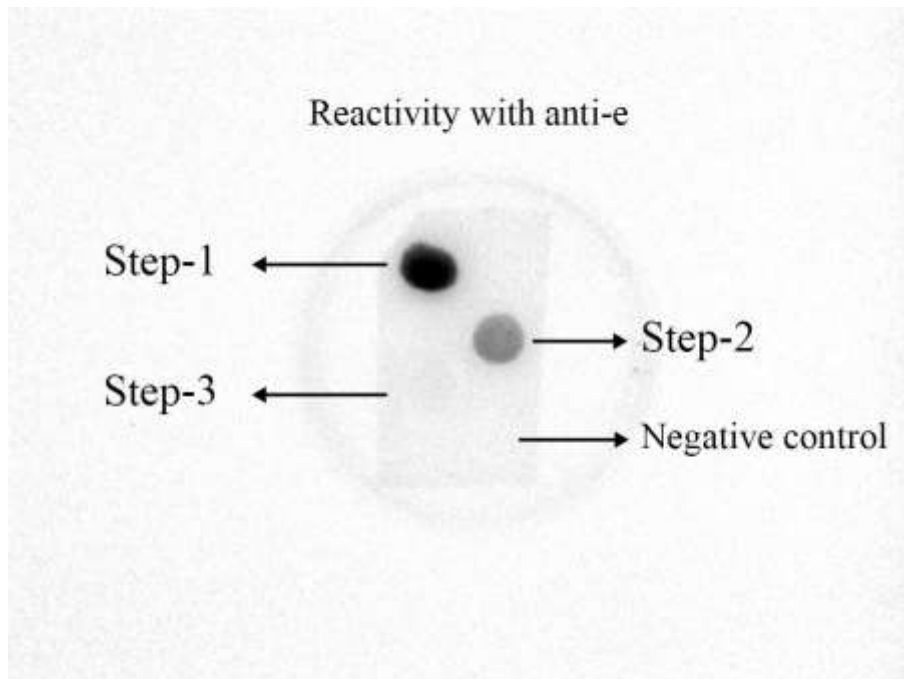 Reactivity with anti-e
Step-1
Step-2
Step-3
Negative control